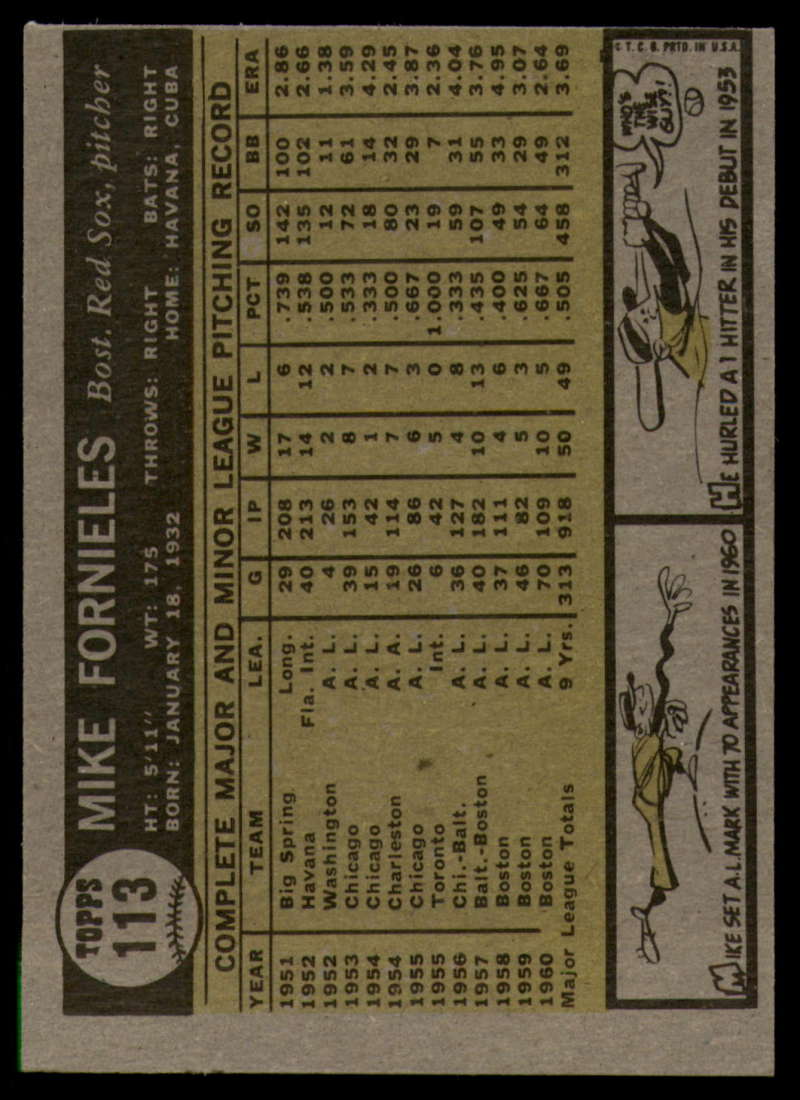 TOPPS
113
MIKE FORNIELES Bost. Red Sox, pitcher
HT: 5'11" WT: 175 THROWS: RIGHT BATS: RIGHT
BORN: JANUARY 18, 1932 HOME: HAVANA, CUBA
COMPLETE MAJOR AND MINOR LEAGUE PITCHING RECORD
YEAR TEAM LEA. G IP W L PCT SO BB ERA
1951 Big Spring Long. 29 208 17 6 .739 142 100 2.86
1952 Havana Fla. Int. 40 213 14 12 .538 135 102 2.66
1952 Washington A. L. 4 26 2 2 .500 12 11 1.38
1953 Chicago A. L. 39 153 8 7 .533 72 61 3.59
1954 Chicago A. L. 15 42 1 2 .333 18 14 4.29
1954 Charleston A. A. 19 114 7 7 .500 80 32 2.45
1955 Chicago A. L. 26 86 6 3 .667 23 29 3.87
1955 Toronto Int. 6 42 5 0 1.000 19 7 2.36
1956 Chi.-Balt. A. L. 36 127 4 8 .333 59 31 4.04
1957 Balt.-Boston A. L. 40 182 10 13 .435 107 55 3.76
1958 Boston A. L. 37 111 4 6 .400 49 33 4.95
1959 Boston A. L. 46 82 5 3 .625 54 29 3.07
1960 Boston A. L. 70 109 10 5 .667 64 49 2.64
Major League Totals 9 Yrs. 313 918 50 49 .505 458 312 3.69
MIKE SET A.L. MARK WITH 70 APPEARANCES IN 1960
© T. C. G. PRTD. IN U.S.A.
WHO'S
THE
WISE
GUY?!
HE HURLED A 1 HITTER IN HIS DEBUT IN 1953